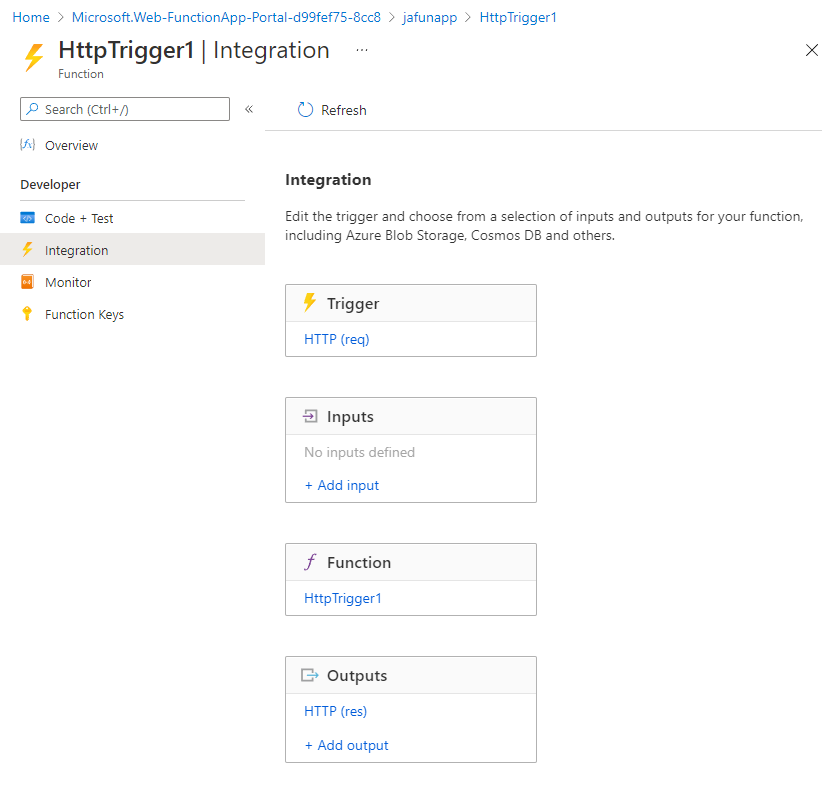 Home > Microsoft.Web-FunctionApp-Portal-d99fef75-8cc8 > jafunapp > HttpTrigger1
HttpTrigger1 | Integration ...
Function
Search (Ctrl+/)
«
Refresh
Overview
Developer
Code + Test
Integration
Monitor
Function Keys
Integration
Edit the trigger and choose from a selection of inputs and outputs for your function,
including Azure Blob Storage, Cosmos DB and others.
Trigger
HTTP (req)
Inputs
No inputs defined
+ Add input
Function
HttpTrigger1
Outputs
HTTP (res)
+ Add output